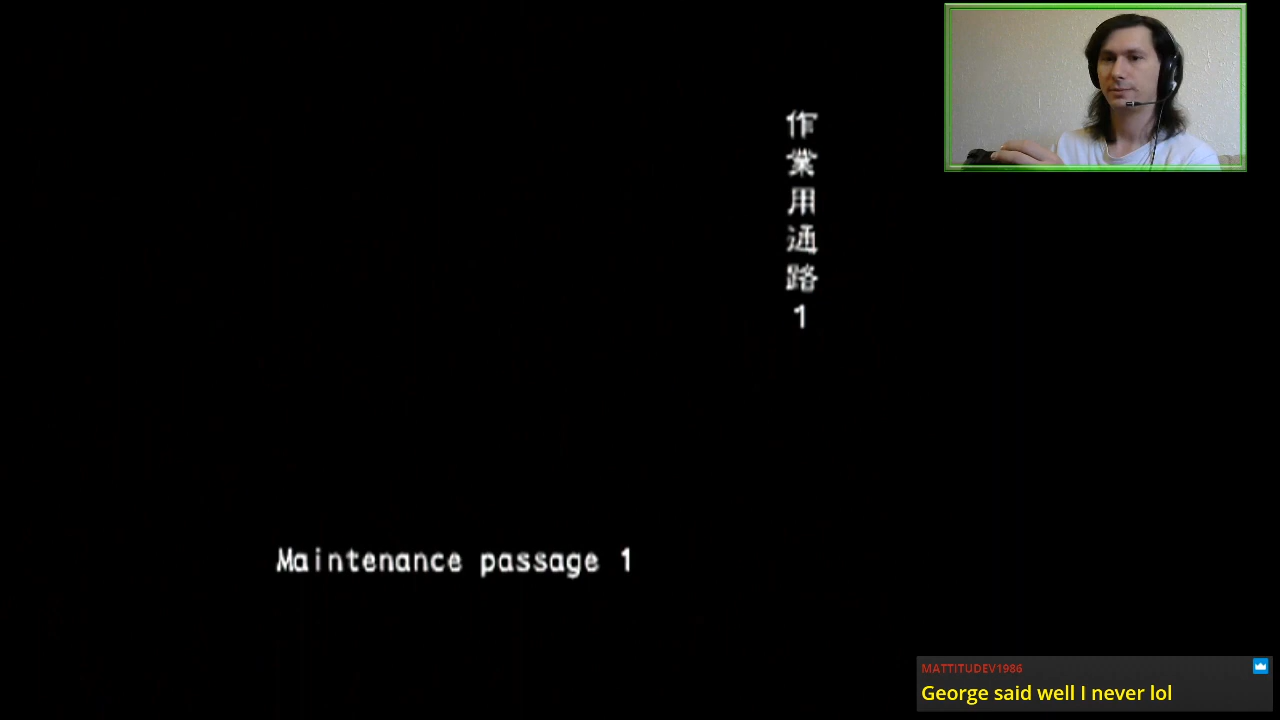 作業用通路1
Maintenance passage 1
MATTITUDEV1986
George said well I never lol